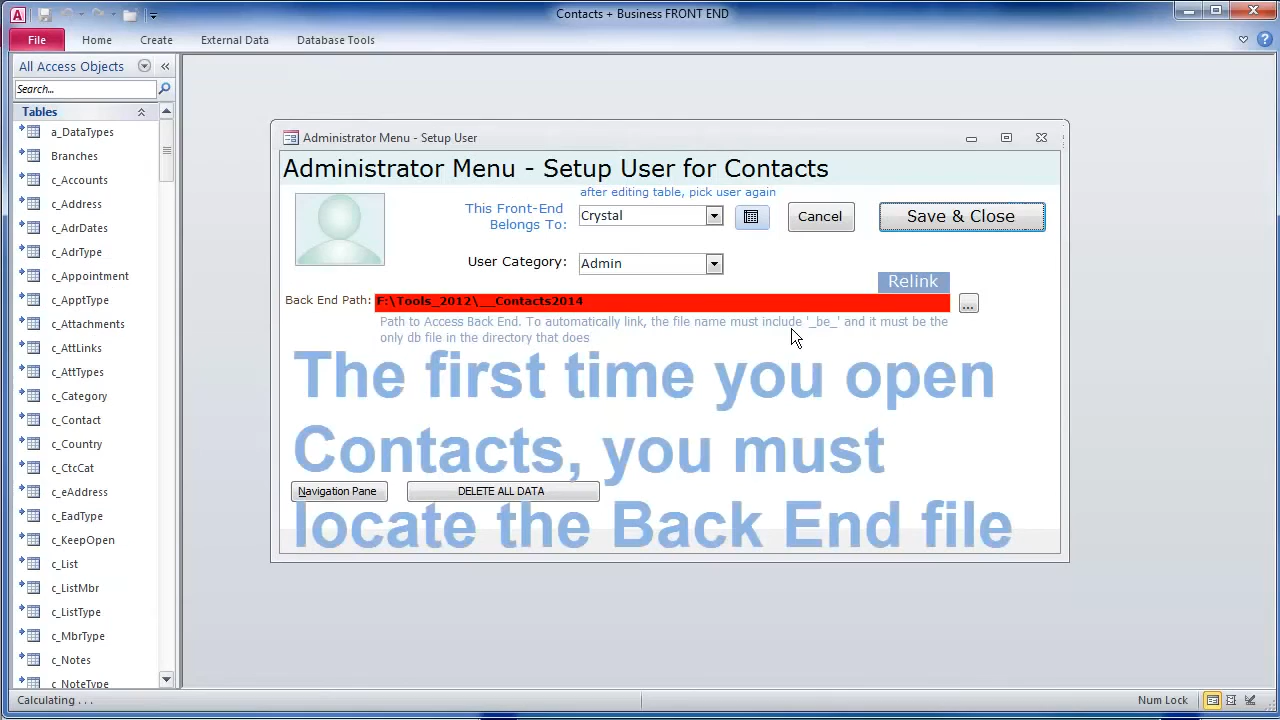 Contacts + Business FRONT END
File Home Create External Data Database Tools
All Access Objects
Search...
Tables
a_DataTypes
Branches
c_Accounts
c_Address
c_AdrDates
c_AdrType
c_Appointment
c_ApptType
c_Attachments
c_AttLinks
c_AttTypes
c_Category
c_Contact
c_Country
c_CtcCat
c_eAddress
c_EadType
c_KeepOpen
c_List
c_ListMbr
c_ListType
c_MbrType
c_Notes
c_NoteType
Administrator Menu - Setup User
Administrator Menu - Setup User for Contacts
after editing table, pick user again
This Front-End
Belongs To:
Crystal
Cancel
Save & Close
User Category:
Admin
Relink
Back End Path:
F:\Tools_2012\__Contacts2014
...
Path to Access Back End. To automatically link, the file name must include '_be_' and it must be the
only db file in the directory that does
The first time you open
Contacts, you must
locate the Back End file
Navigation Pane
DELETE ALL DATA
Calculating . . .
Num Lock